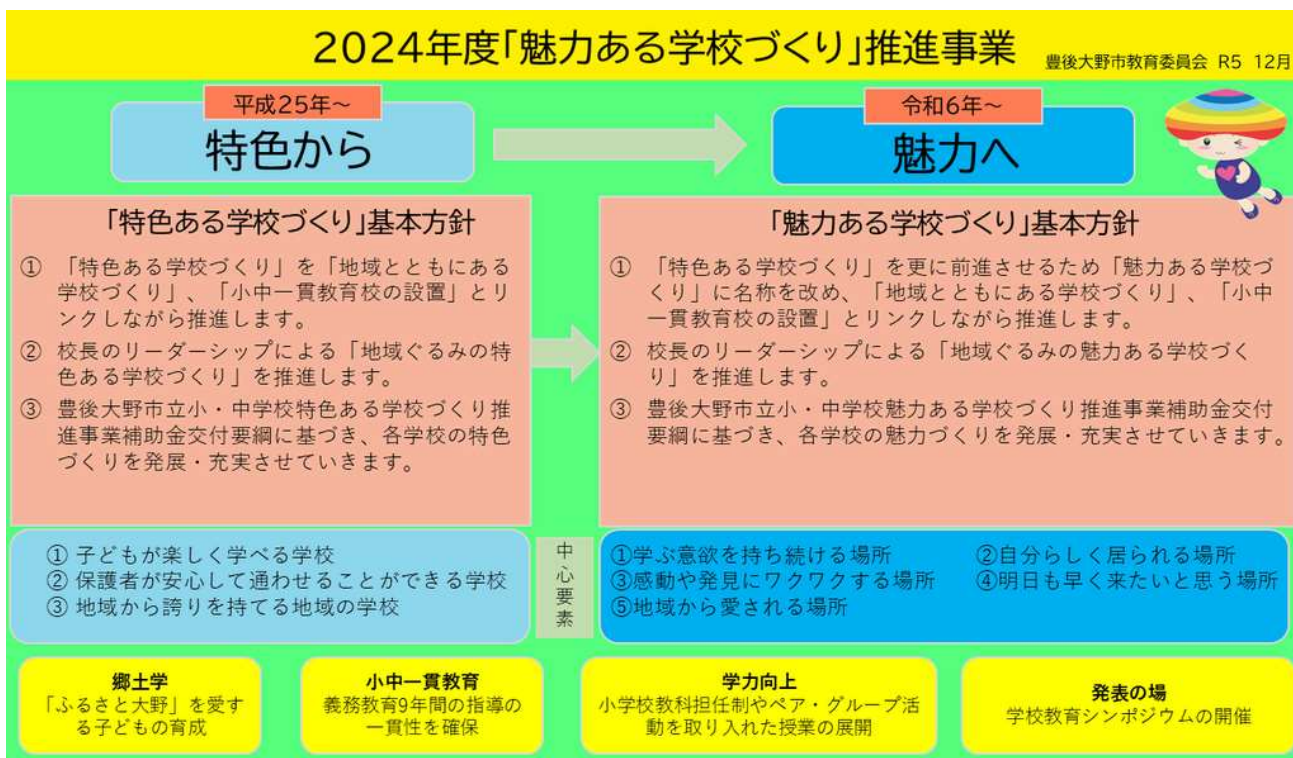 2024年度「魅力ある学校づくり」推進事業
豊後大野市教育委員会 R5 12月
平成25年~
特色から
令和6年~
魅力へ
「特色ある学校づくり」基本方針
① 「特色ある学校づくり」を「地域とともにある
学校づくり」、「小中一貫教育校の設置」とリ
ンクしながら推進します。
② 校長のリーダーシップによる「地域ぐるみの特
色ある学校づくり」を推進します。
③ 豊後大野市立小・中学校特色ある学校づくり推
進事業補助金交付要綱に基づき、各学校の特色
づくりを発展・充実させていきます。
「魅力ある学校づくり」基本方針
① 「特色ある学校づくり」を更に前進させるため「魅力ある学校づ
くり」に名称を改め、「地域とともにある学校づくり」、「小中
一貫教育校の設置」とリンクしながら推進します。
② 校長のリーダーシップによる「地域ぐるみの魅力ある学校づく
り」を推進します。
③ 豊後大野市立小・中学校魅力ある学校づくり推進事業補助金交付
要綱に基づき、各学校の魅力づくりを発展・充実させていきます。
① 子どもが楽しく学べる学校
② 保護者が安心して通わせることができる学校
③ 地域から誇りを持てる地域の学校
中心要素
①学ぶ意欲を持ち続ける場所 ②自分らしく居られる場所
③感動や発見にワクワクする場所 ④明日も早く来たいと思う場所
⑤地域から愛される場所
郷土学
「ふるさと大野」を愛す
る子どもの育成
小中一貫教育
義務教育9年間の指導の
一貫性を確保
学力向上
小学校教科担任制やペア・グループ活
動を取り入れた授業の展開
発表の場
学校教育シンポジウムの開催